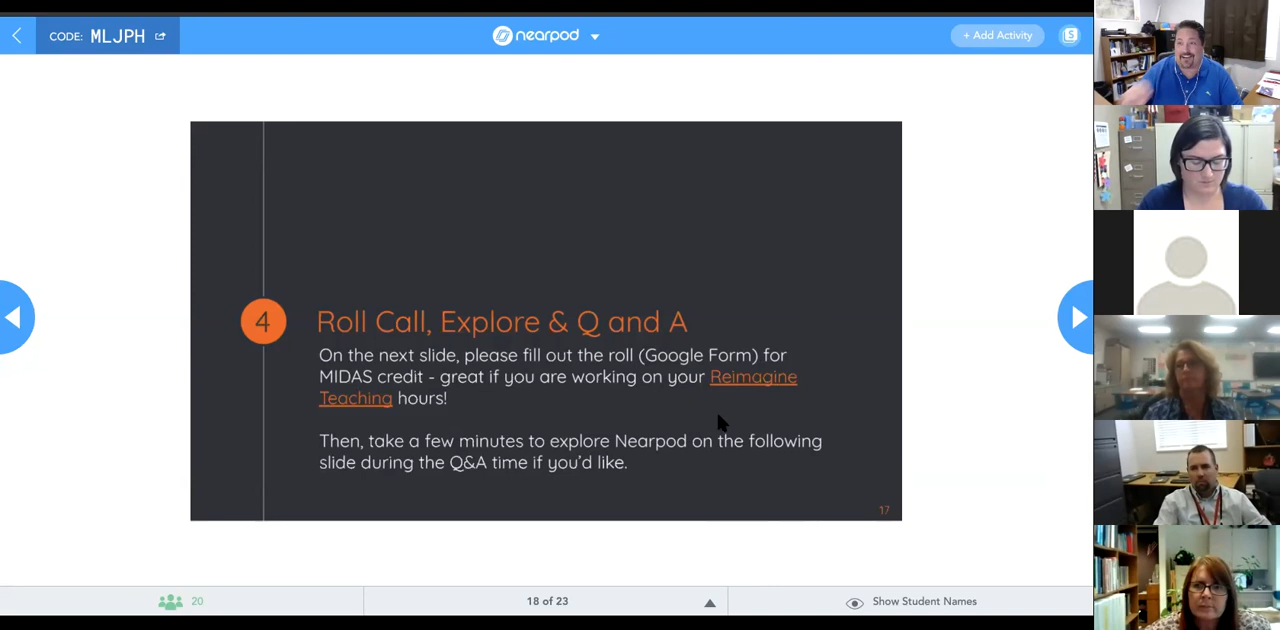 CODE: MLJPH
nearpod
+ Add Activity
S
4
Roll Call, Explore & Q and A
On the next slide, please fill out the roll (Google Form) for
MIDAS credit - great if you are working on your Reimagine
Teaching hours!
Then, take a few minutes to explore Nearpod on the following
slide during the Q&A time if you'd like.
17
20
18 of 23
Show Student Names